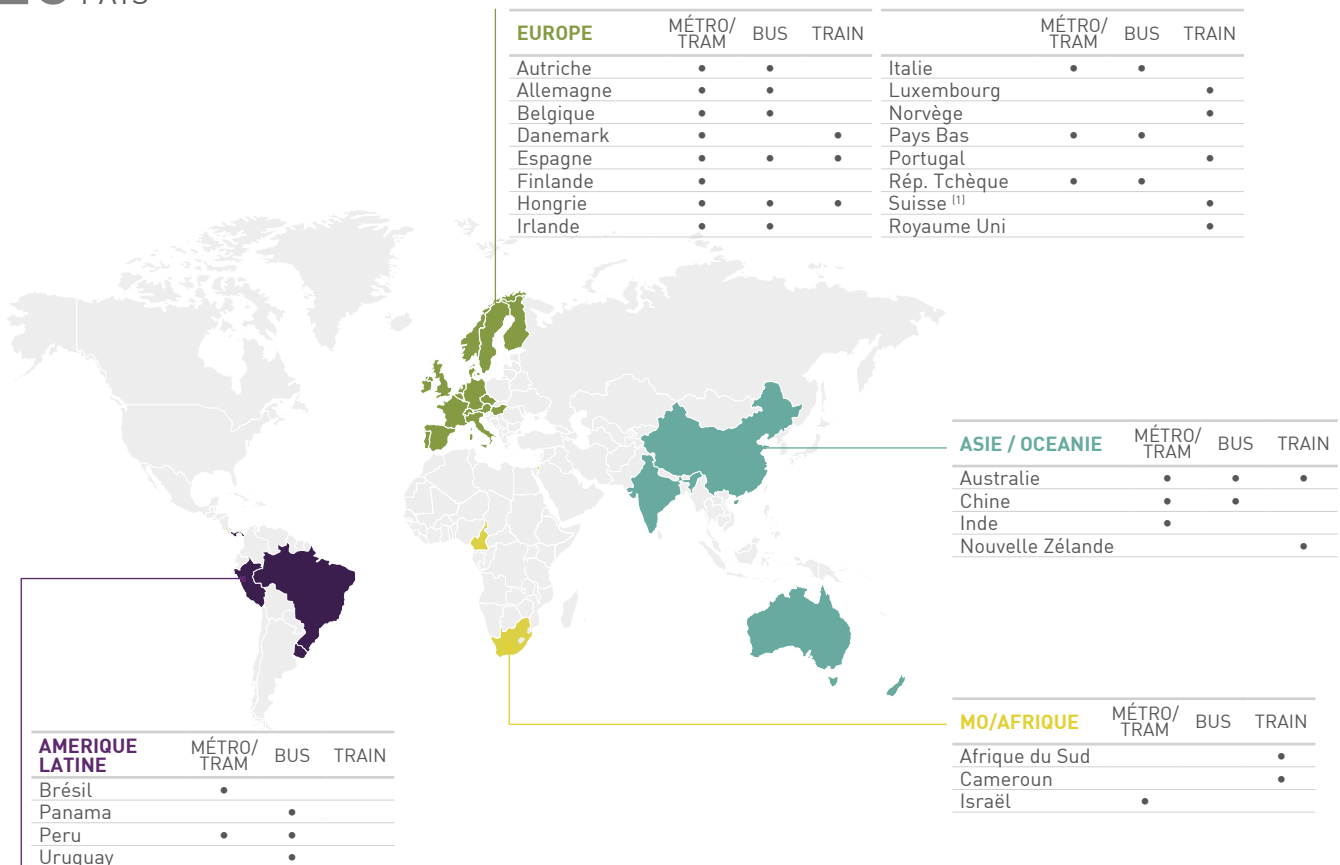 PAYS
EUROPE MÉTRO/TRAM BUS TRAIN
Autriche • •
Allemagne • •
Belgique • •
Danemark • •
Espagne • • •
Finlande •
Hongrie • • •
Irlande • •
MÉTRO/TRAM BUS TRAIN
Italie • •
Luxembourg •
Norvège •
Pays Bas • •
Portugal •
Rép. Tchèque • •
Suisse (1) •
Royaume Uni •
ASIE / OCEANIE MÉTRO/TRAM BUS TRAIN
Australie • • •
Chine • •
Inde •
Nouvelle Zélande •
MO/AFRIQUE MÉTRO/TRAM BUS TRAIN
Afrique du Sud •
Cameroun •
Israël •
AMERIQUE LATINE MÉTRO/TRAM BUS TRAIN
Brésil •
Panama •
Peru • •
Uruguay •